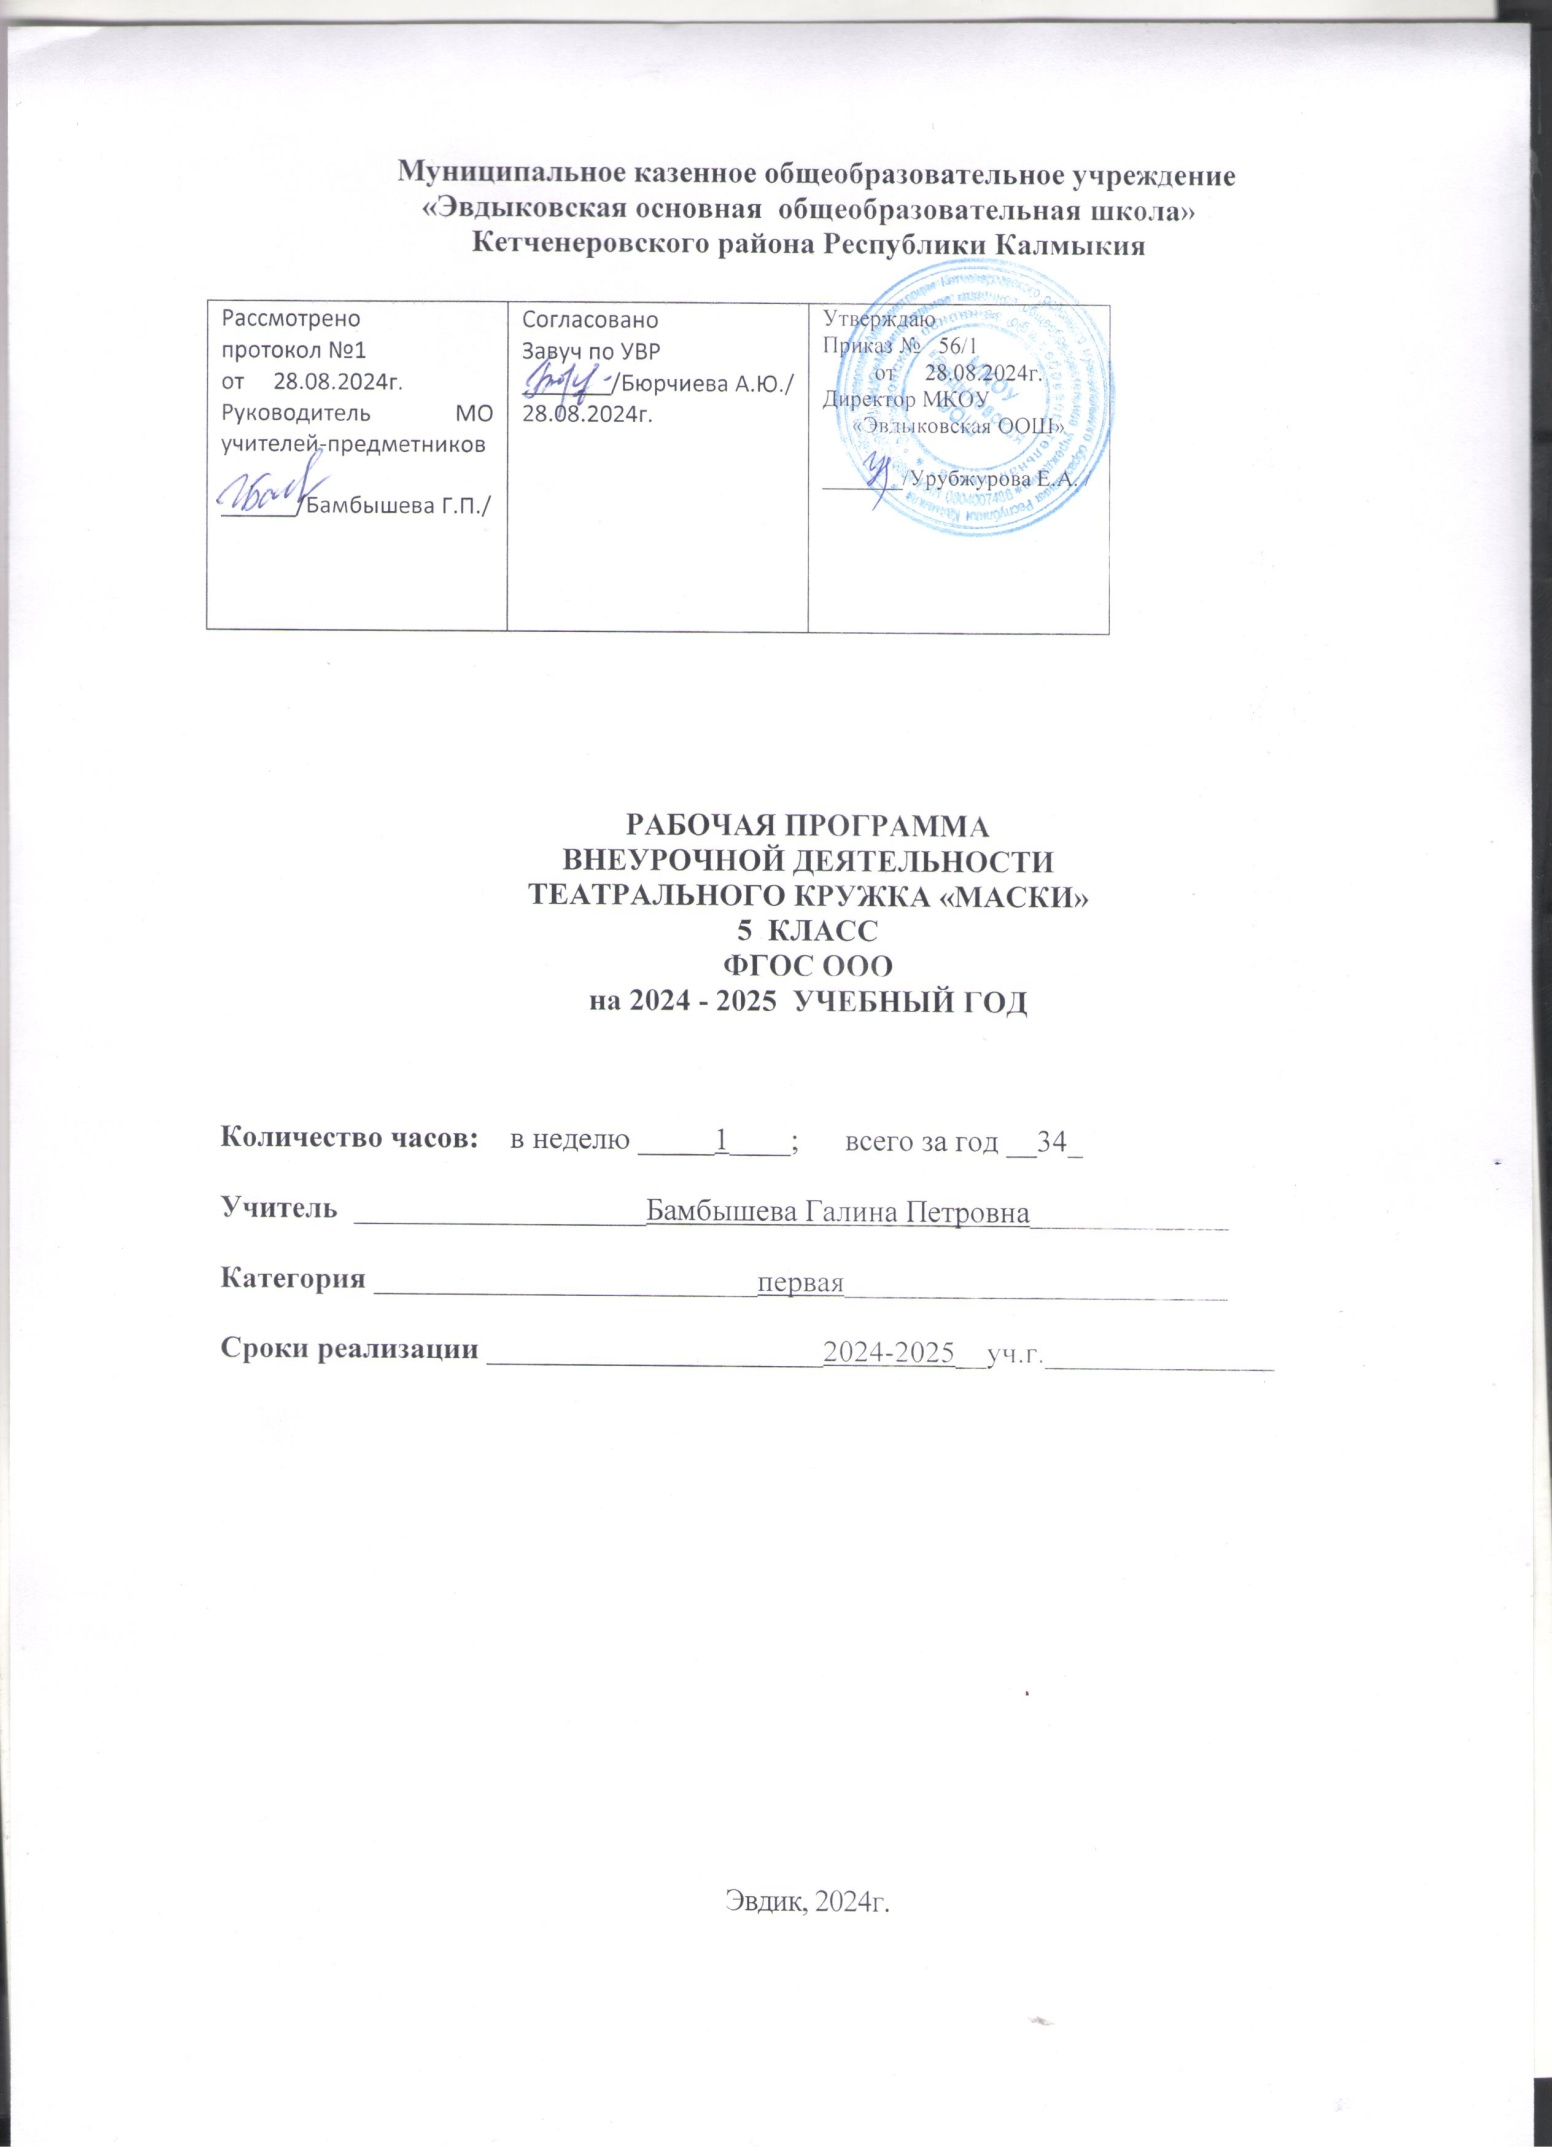 Муниципальное казенное общеобразовательное учреждение
«Эвдыковская основная общеобразовательная школа»
Кетченеровского района Республики Калмыкия
Рассмотрено
протокол №1
от 28.08.2024г.
Руководитель МО
учителей-предметников
/Бамбышева Г.П./
Согласовано
Завуч по УВР
/Бюрчиева А.Ю./
28.08.2024г.
Утверждаю
Приказ № 56/1
от 28.08.2024г.
Директор МКОУ
«Эвдыковская ООШ»
/Урубжурова Е.А. /
РАБОЧАЯ ПРОГРАММА
ВНЕУРОЧНОЙ ДЕЯТЕЛЬНОСТИ
ТЕАТРАЛЬНОГО КРУЖКА «МАСКИ»
5 КЛАСС
ФГОС ООО
на 2024 - 2025 УЧЕБНЫЙ ГОД
Количество часов: в неделю _____1____; всего за год __34_
Учитель Бамбышева Галина Петровна
Категория первая
Сроки реализации 2024-2025__уч.г.
Эвдик, 2024г.